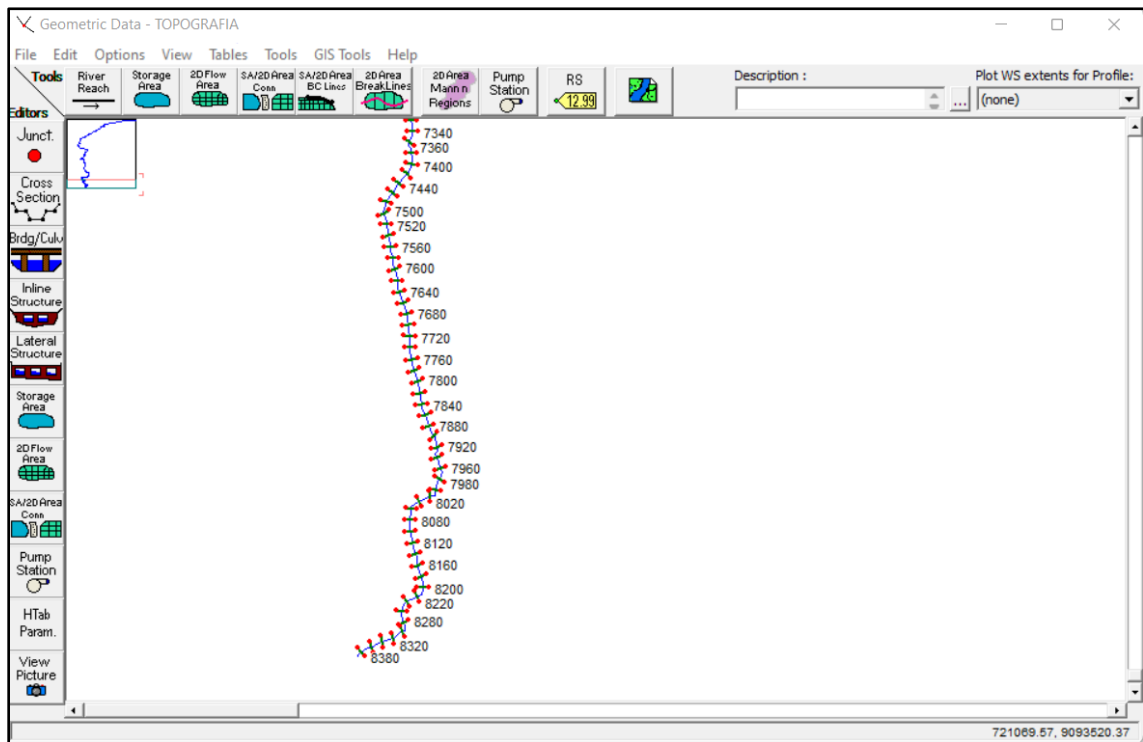 Geometric Data - TOPOGRAFIA
File Edit Options View Tables Tools GIS Tools Help
Tools
Editors
River
Reach
Storage
Area
2D Flow
Area
SA/2D Area
Conn
SA/2D Area
BC Lines
2D Area
BreakLines
2D Area
Mann n
Regions
Pump
Station
RS
12.99
Description :
...
Plot WS extents for Profile:
(none)
Junct.
Cross
Section
Brdg/Culv
Inline
Structure
Lateral
Structure
Storage
Area
2D Flow
Area
SA/2D Area
Conn
Pump
Station
HTab
Param.
View
Picture
7340
7360
7400
7440
7500
7520
7560
7600
7640
7680
7720
7760
7800
7840
7880
7920
7960
7980
8020
8080
8120
8160
8200
8220
8280
8320
8380
721069.57, 9093520.37